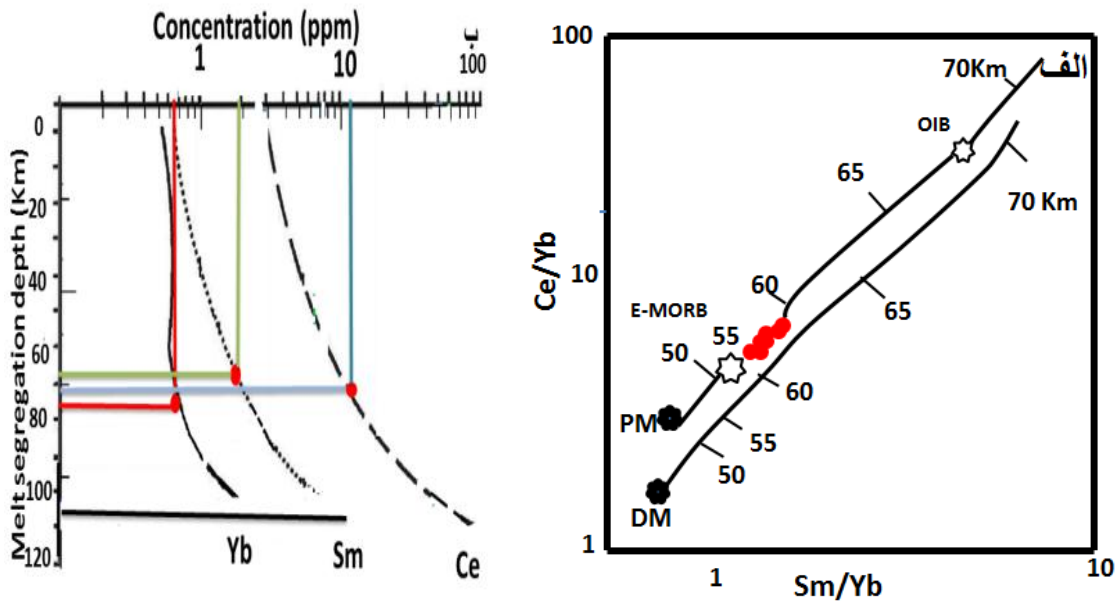 Concentration (ppm)
1
10
100
Melt segregation depth (Km)
0
20
40
60
80
100
120
Yb
Sm
Ce
100
10
1
Ce/Yb
الف
70Km
OIB
65
70 Km
60
65
E-MORB
55
50
60
PM
55
50
DM
1
10
Sm/Yb